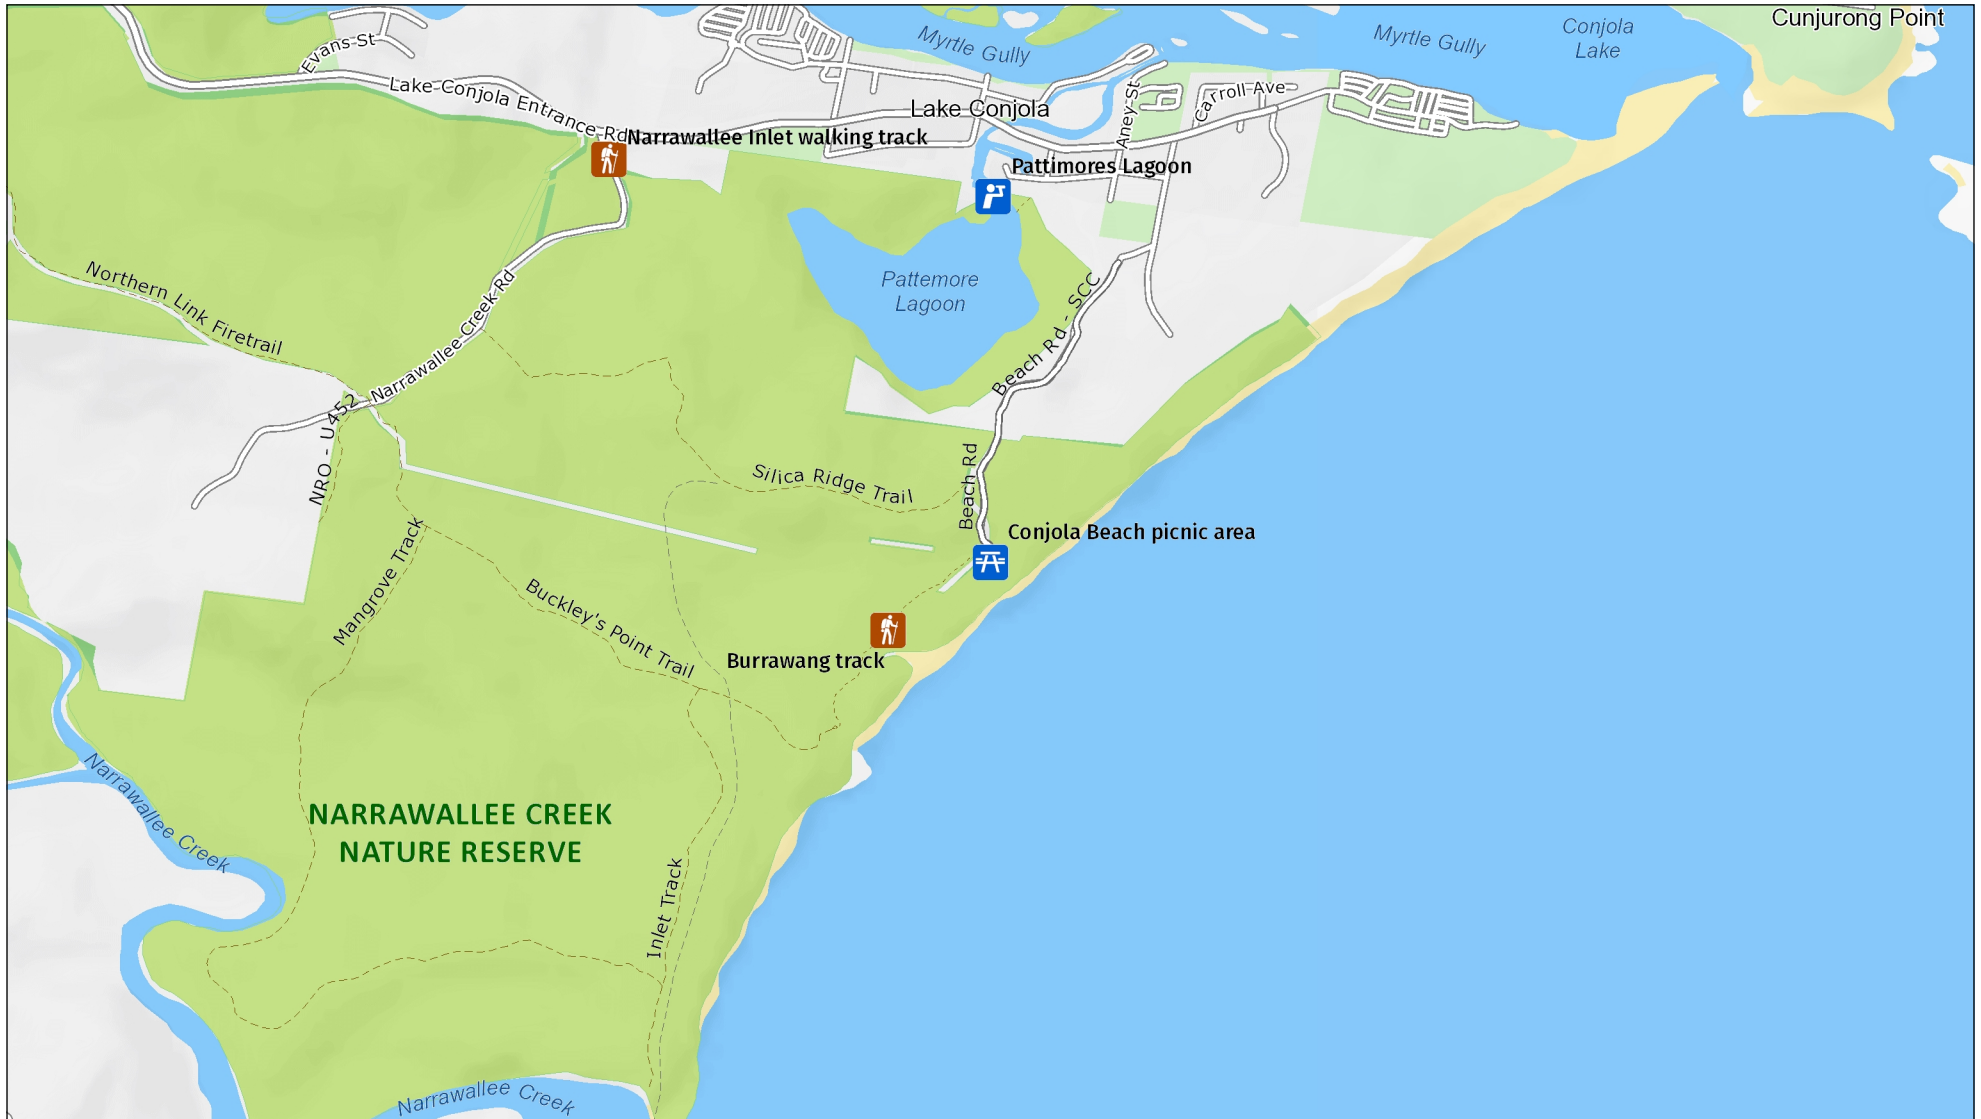 Cunjurong Point
Conjola
Lake
Myrtle Gully
Myrtle Gully
Evans St
Lake Conjola Entrance Rd
Lake Conjola
Aney St
Carroll Ave
Narrawallee Inlet walking track
Pattimores Lagoon
Pattemore
Lagoon
Northern Link Firetrail
Narrawallee Creek Rd
Beach Rd - SCC
NRO - U452
Silica Ridge Trail
Beach Rd
Conjola Beach picnic area
Mangrove Track
Buckley's Point Trail
Burrawang track
Narrawallee Creek
NARRAWALLEE CREEK
NATURE RESERVE
Inlet Track
Narrawallee Creek